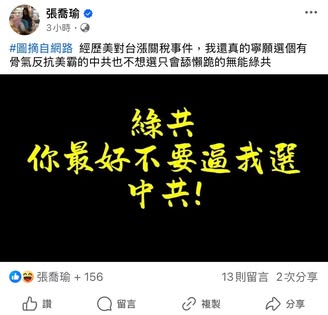 張喬瑜
3小時
#圖摘自網路 經歷美對台漲關稅事件，我還真的寧願選個有
骨氣反抗美霸的中共也不想選只會舔懶跪的無能綠共
綠共
你最好不要逼我選
中共!
張喬瑜 + 156
13則留言 2次分享
讚 留言 複製 分享